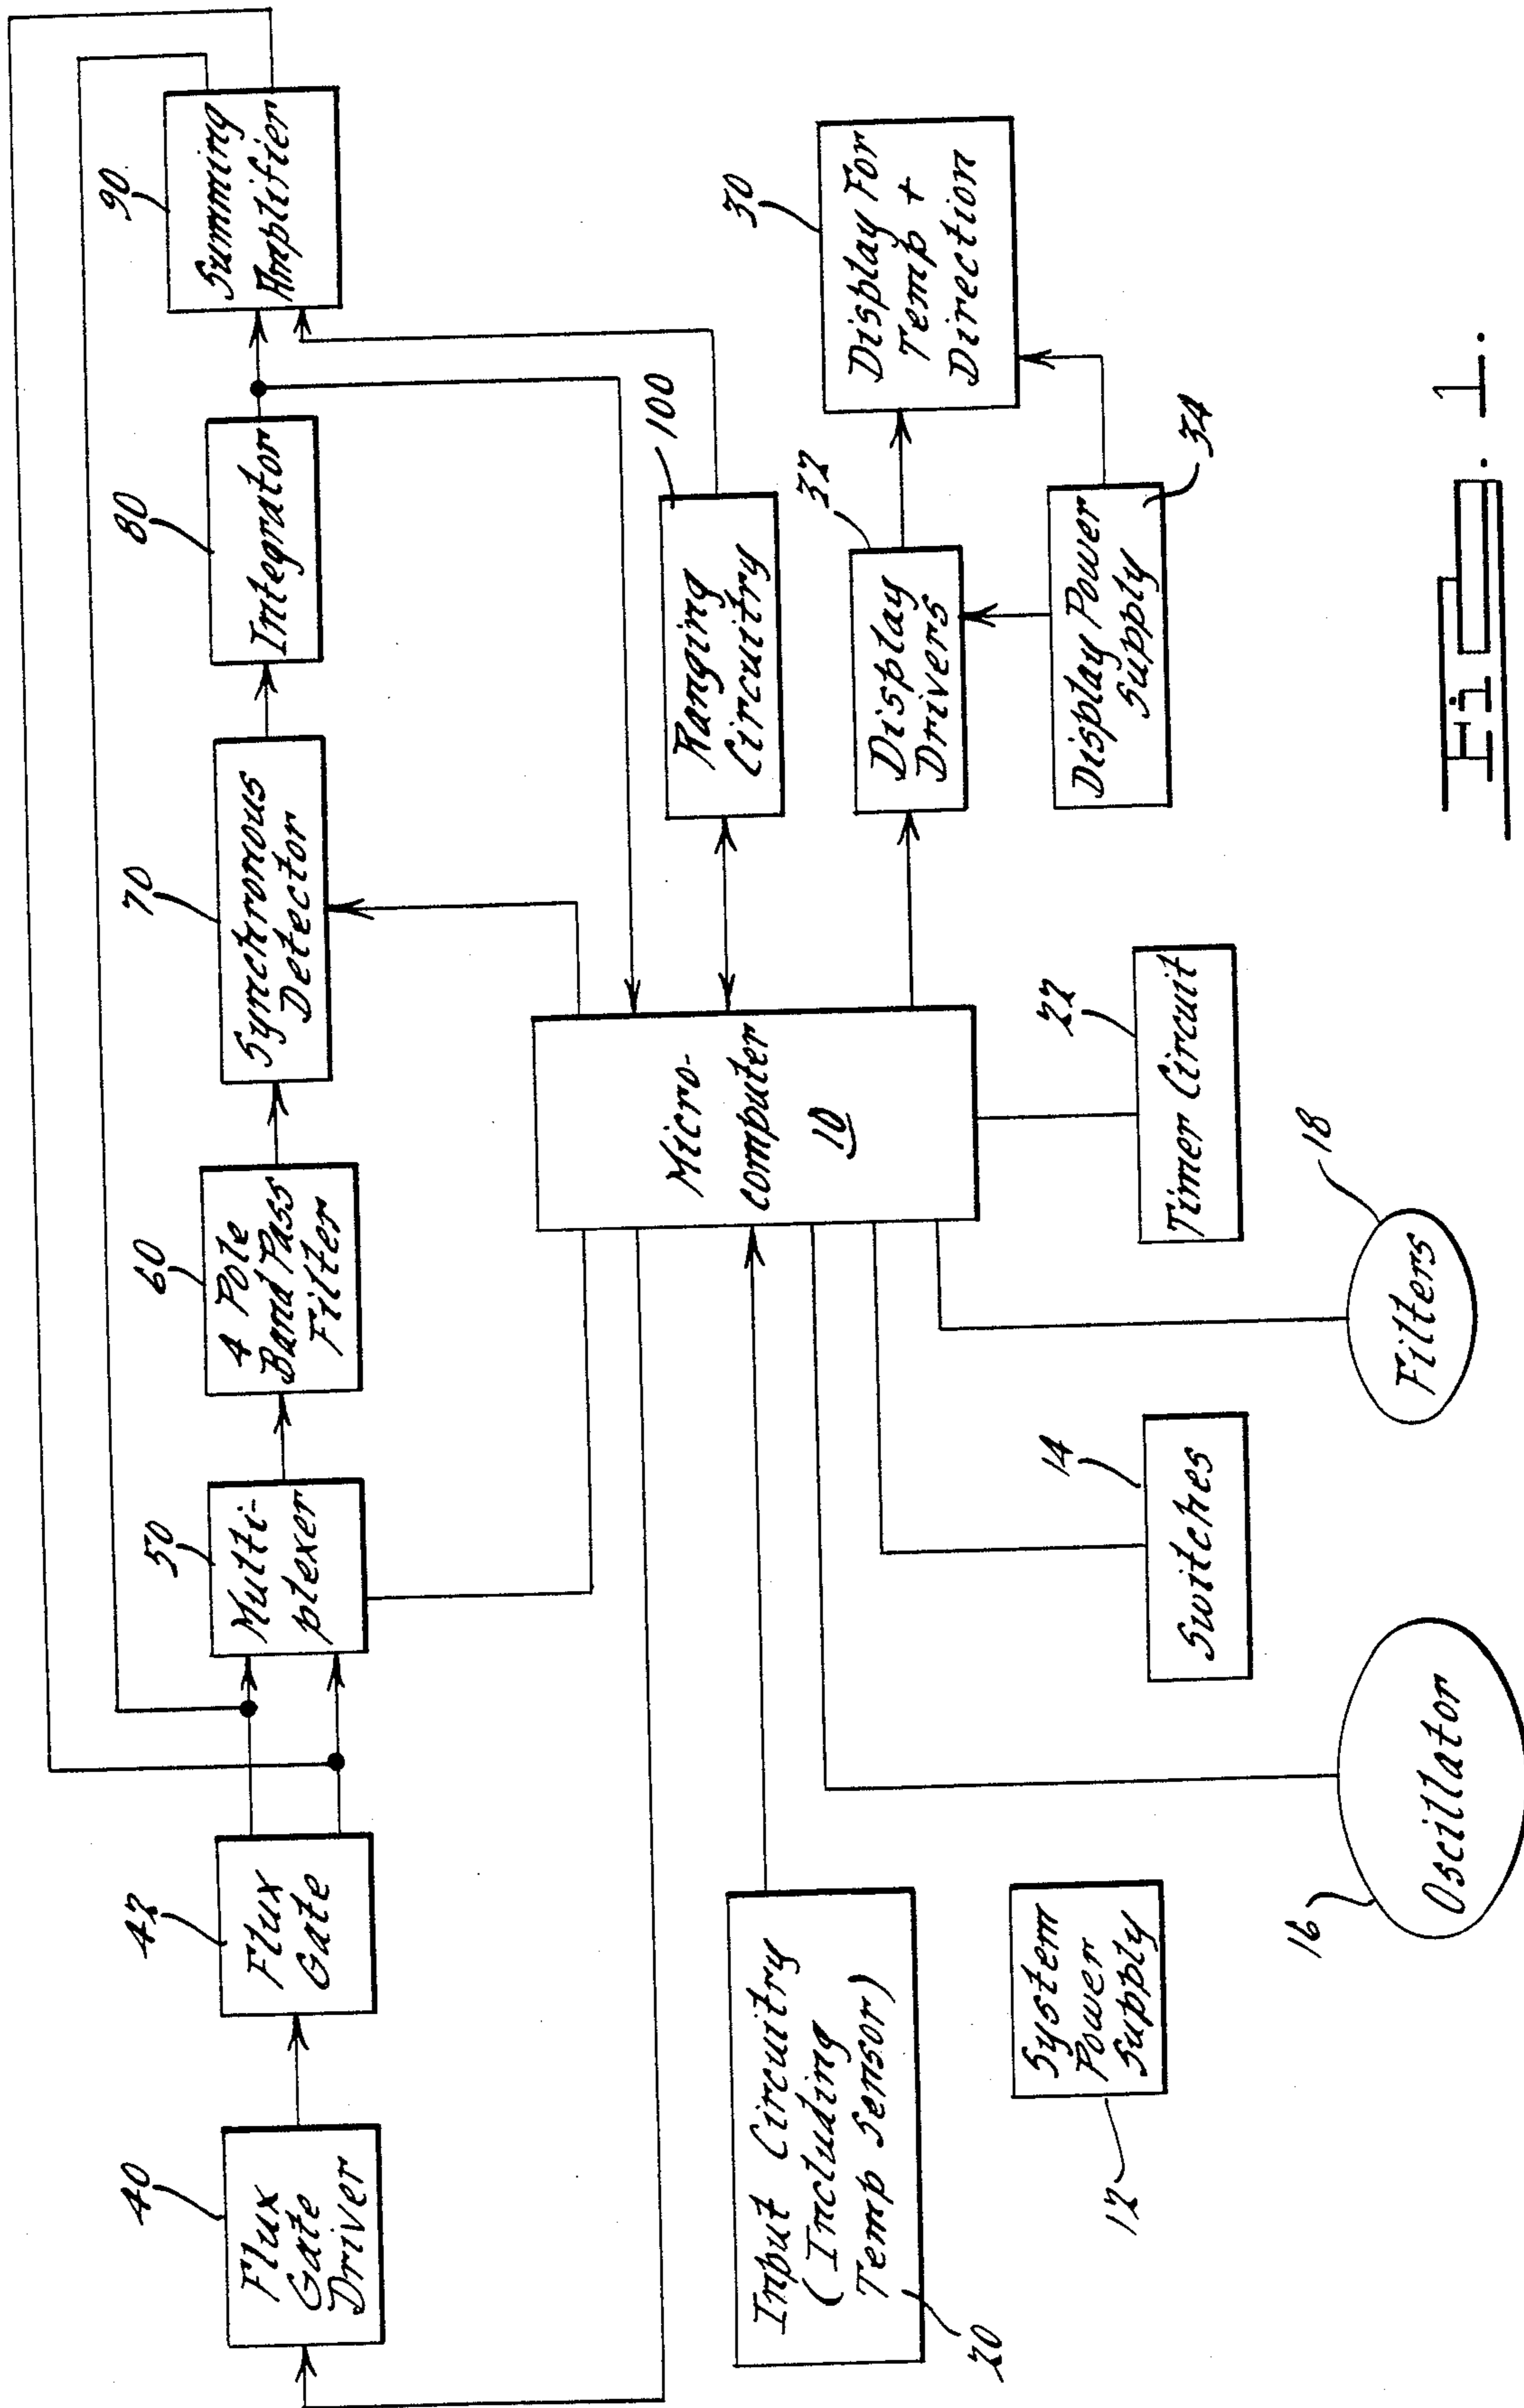 90
Summing
Amplifier
80
Integrator
70
Synchronous
Detector
60
4 Pole
Band Pass
Filter
50
Multi-
plexer
42
Flux
Gate
40
Flux
Gate
Driver
100
Ranging
Circuitry
30
Display For
Temp +
Direction
32
Display
Drivers
34
Display Power
Supply
Micro-
computer
10
22
Timer Circuit
18
Filters
14
Switches
16
Oscillator
20
Input Circuitry
(Including
Temp Sensor)
12
System
Power
Supply
Fig. 1.